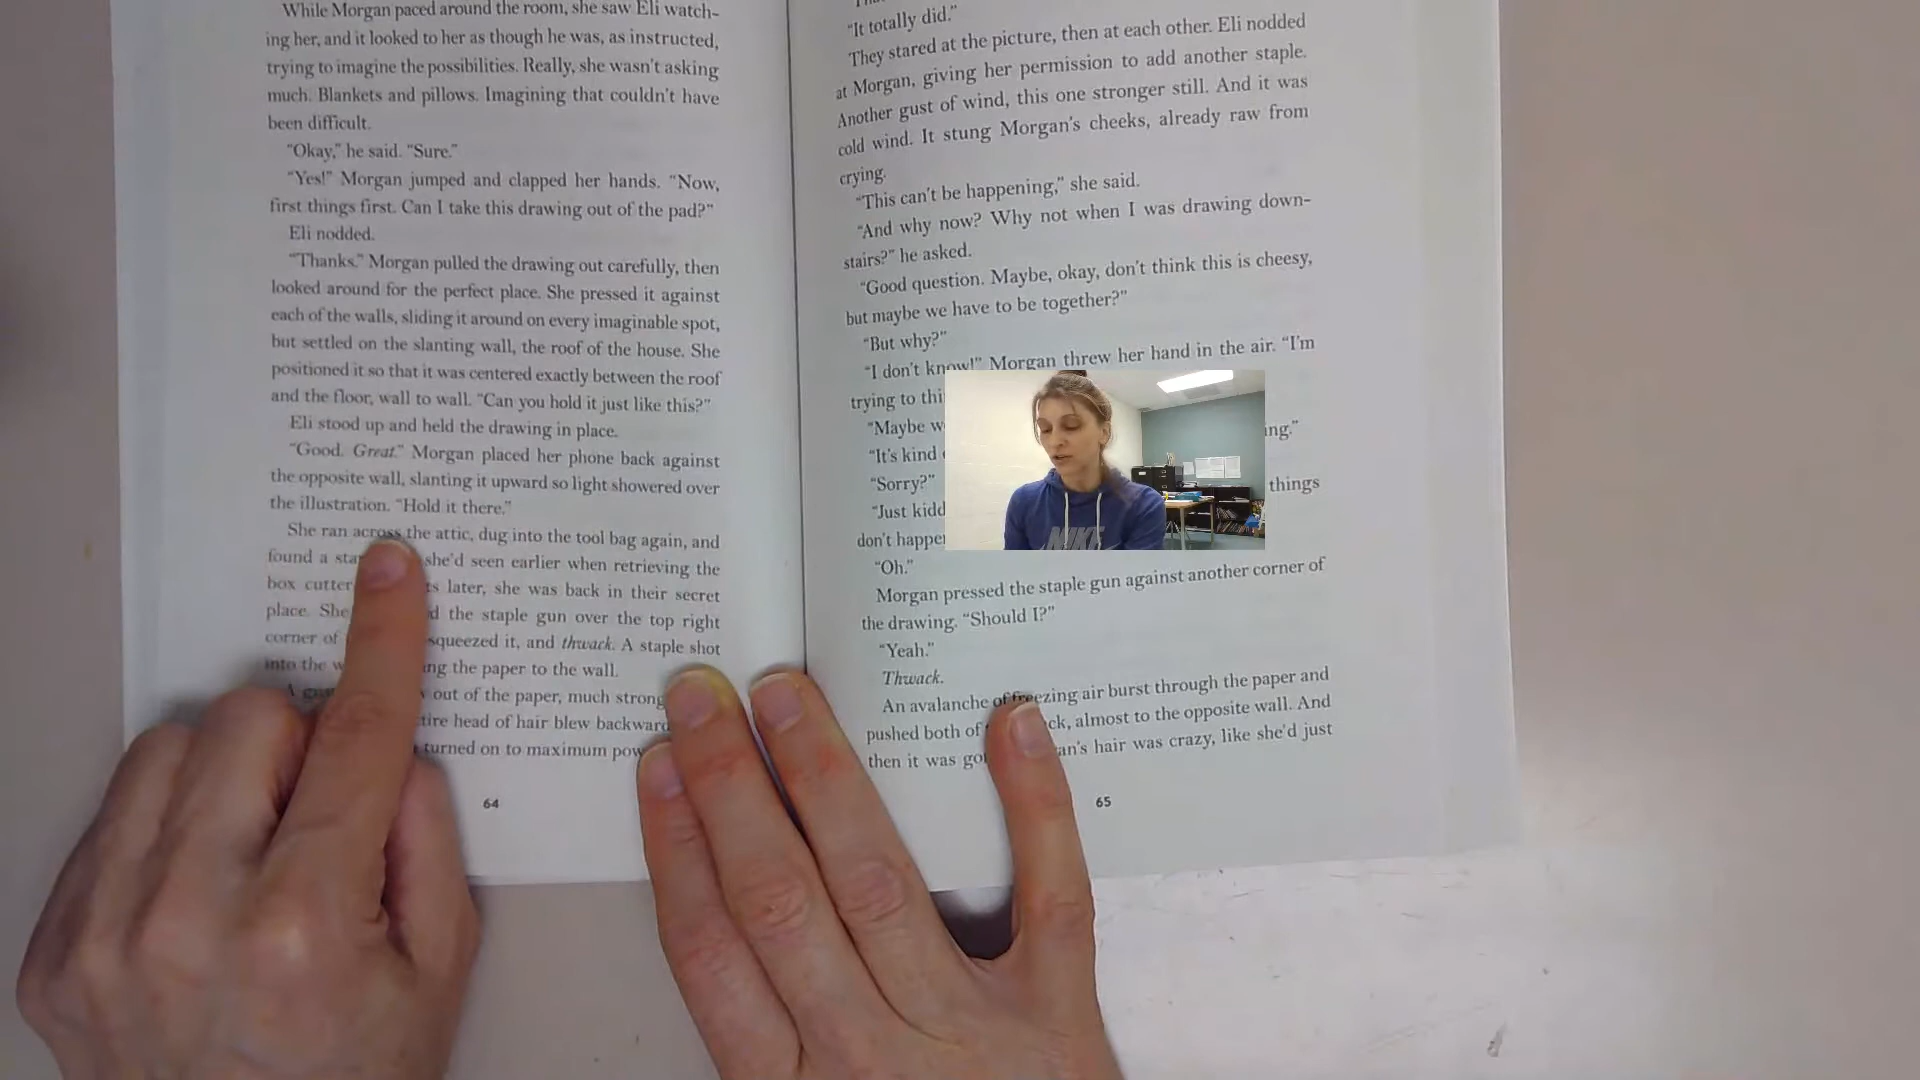 While Morgan paced around the room, she saw Eli watch-
ing her, and it looked to her as though he was, as instructed,
trying to imagine the possibilities. Really, she wasn't asking
much. Blankets and pillows. Imagining that couldn't have
been difficult.
“Okay,” he said. “Sure.”
“Yes!” Morgan jumped and clapped her hands. “Now,
first things first. Can I take this drawing out of the pad?”
Eli nodded.
“Thanks.” Morgan pulled the drawing out carefully, then
looked around for the perfect place. She pressed it against
each of the walls, sliding it around on every imaginable spot,
but settled on the slanting wall, the roof of the house. She
positioned it so that it was centered exactly between the roof
and the floor, wall to wall. “Can you hold it just like this?”
Eli stood up and held the drawing in place.
“Good. Great.” Morgan placed her phone back against
the opposite wall, slanting it upward so light showered over
the illustration. “Hold it there.”
She ran across the attic, dug into the tool bag again, and
found a she'd seen earlier when retrieving the
box cutter later, she was back in their secret
place. She the staple gun over the top right
corner of squeezed it, and thwack. A staple shot
into the the paper to the wall.
out of the paper, much
head of hair blew
turned on to maximum
64
“It totally did.”
They stared at the picture, then at each other. Eli nodded
at Morgan, giving her permission to add another staple.
Another gust of wind, this one stronger still. And it was
cold wind. It stung Morgan's cheeks, already raw from
crying.
“This can't be happening,” she said.
“And why now? Why not when I was drawing down-
stairs?” he asked.
“Good question. Maybe, okay, don't think this is cheesy,
but maybe we have to be together?”
“But why?”
“I don't know!” Morgan threw her hand in the air. “I'm
trying to
“Maybe
“It's kind
“Sorry?”
“Just things
don't
“Oh.”
Morgan pressed the staple gun against another corner of
the drawing. “Should I?”
“Yeah.”
Thwack.
An avalanche of freezing air burst through the paper and
pushed both of almost to the opposite wall. And
then it was hair was crazy, like she'd just
65
NIKE